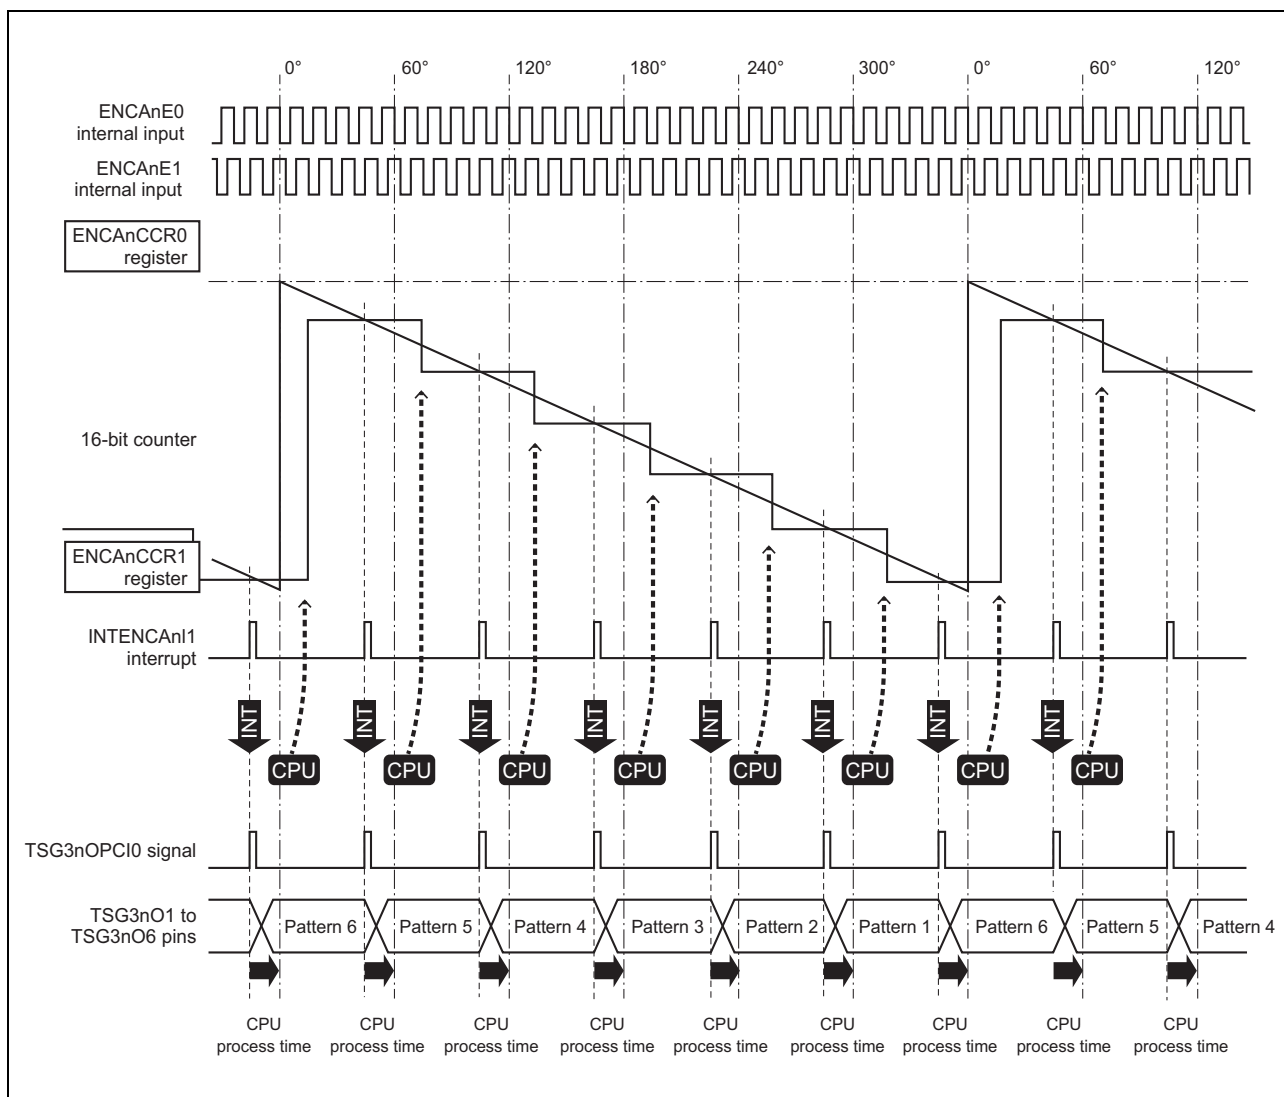 0° 60° 120° 180° 240° 300° 0° 60° 120°
ENCAnE0
internal input
ENCAnE1
internal input
ENCAnCCR0
register
16-bit counter
ENCAnCCR1
register
INTENCAnI1
interrupt
INT INT INT INT INT INT INT INT
CPU CPU CPU CPU CPU CPU CPU CPU
TSG3nOPCI0 signal
TSG3nO1 to
TSG3nO6 pins
Pattern 6 Pattern 5 Pattern 4 Pattern 3 Pattern 2 Pattern 1 Pattern 6 Pattern 5 Pattern 4
CPU CPU CPU CPU CPU CPU CPU CPU CPU
process time process time process time process time process time process time process time process time process time